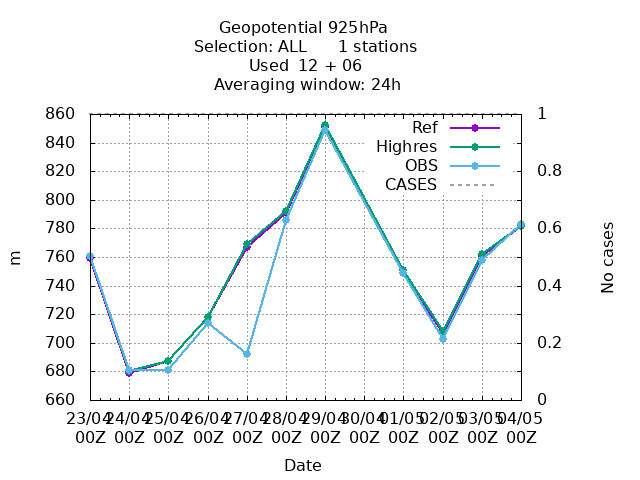 Geopotential 925hPa
Selection: ALL 1 stations
Used 12 + 06
Averaging window: 24h
860 1
Ref
840
Highres
820 0.8
OBS
CASES
800
780 0.6
760
m
No cases
740 0.4
720
700 0.2
680
660 0
23/04 24/04 25/04 26/04 27/04 28/04 29/04 30/04 01/05 02/05 03/05 04/05
00Z 00Z 00Z 00Z 00Z 00Z 00Z 00Z 00Z 00Z 00Z 00Z
Date